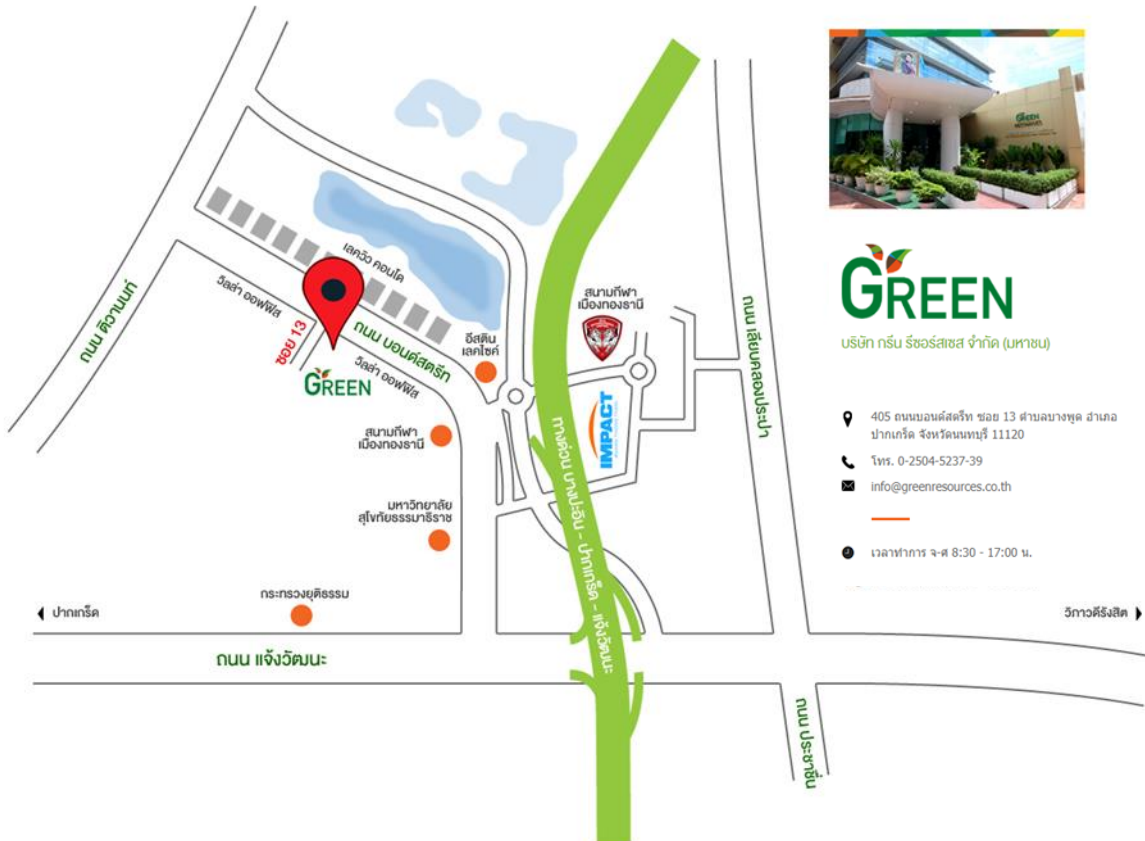 GREEN
GREEN
บริษัท กรีน รีซอร์สเซส จำกัด (มหาชน)
405 ถนนบอนด์สตรีท ซอย 13 ตำบลบางพูด อำเภอ
ปากเกร็ด จังหวัดนนทบุรี 11120
โทร. 0-2504-5237-39
info@greenresources.co.th
เวลาทำการ จ-ศ 8:30 - 17:00 น.
ถนน ติวานนท์
วิลล่า ออฟฟิส
เลควิว คอนโด
ซอย 13
GREEN
ถนน บอนด์สตรีท
วิลล่า ออฟฟิส
อีสติน
เลคไซค์
สนามกีฬา
เมืองทองธานี
IMPACT
ถนน เลียบคลองประปา
สนามกีฬา
เมืองทองธานี
มหาวิทยาลัย
สุโขทัยธรรมาธิราช
ทางด่วน บางปะอิน - ปากเกร็ด - แจ้งวัฒนะ
กระทรวงยุติธรรม
ปากเกร็ด
วิภาวดีรังสิต
ถนน แจ้งวัฒนะ
ถนน ประชาชื่น